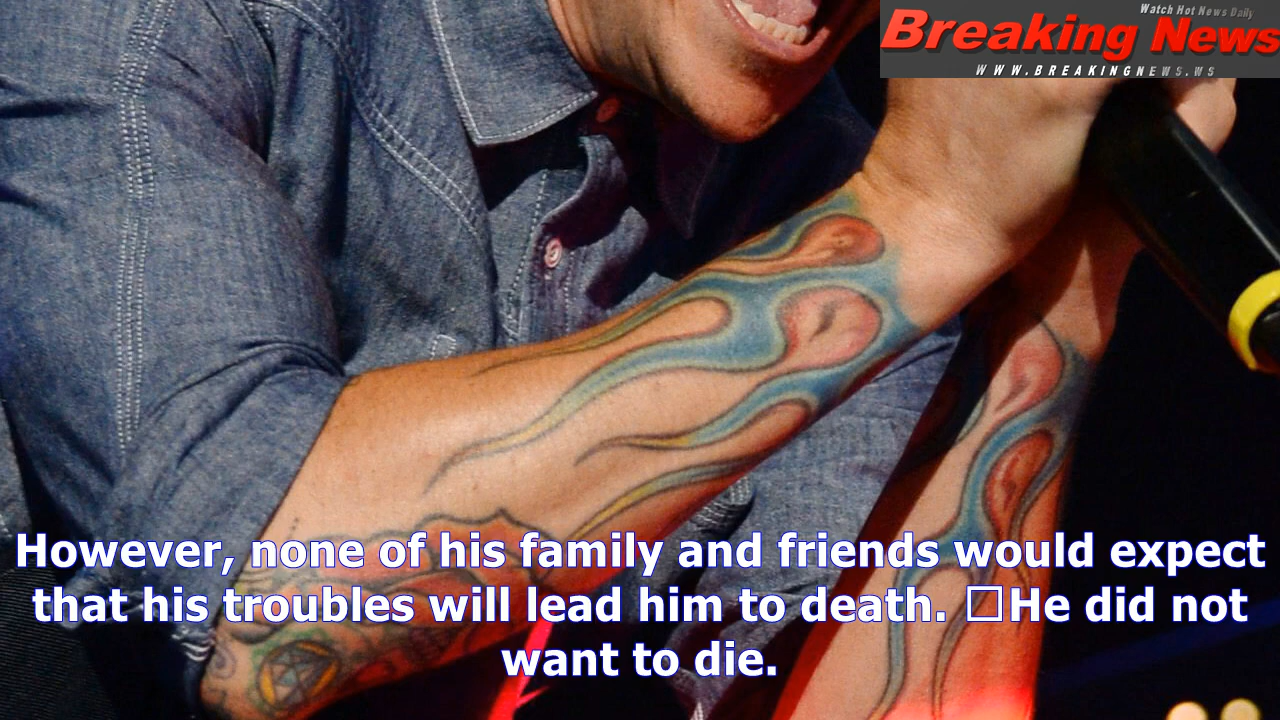 Watch Hot News Daily
Breaking News
WWW.BREAKINGNEWS.WS
However, none of his family and friends would expect
that his troubles will lead him to death. □He did not
want to die.